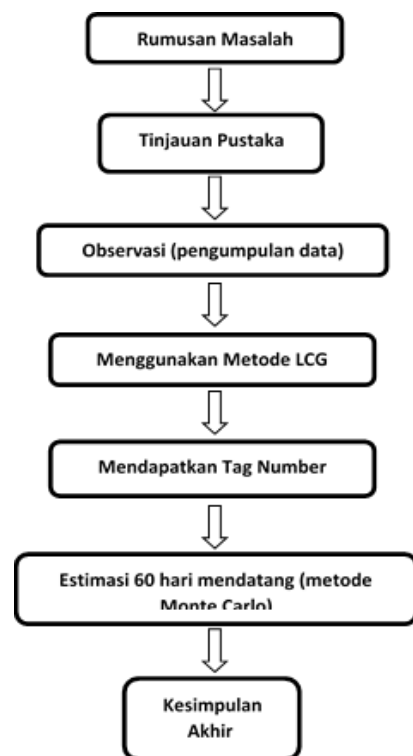 Rumusan Masalah
Tinjauan Pustaka
Observasi (pengumpulan data)
Menggunakan Metode LCG
Mendapatkan Tag Number
Estimasi 60 hari mendatang (metode
Monte Carlo)
Kesimpulan
Akhir